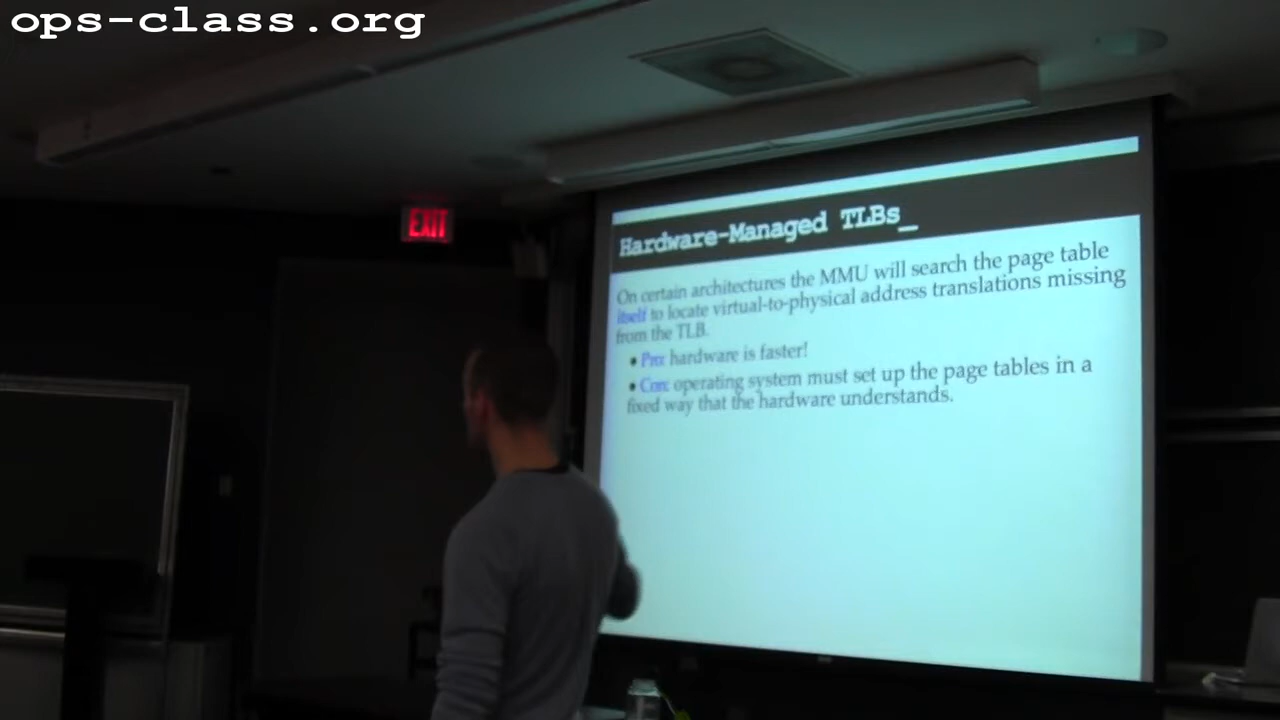 ops-class.org
EXIT
Hardware-Managed TLBs_
On certain architectures the MMU will search the page table
itself to locate virtual-to-physical address translations missing
from the TLB.
• Pro: hardware is faster!
• Con: operating system must set up the page tables in a
fixed way that the hardware understands.